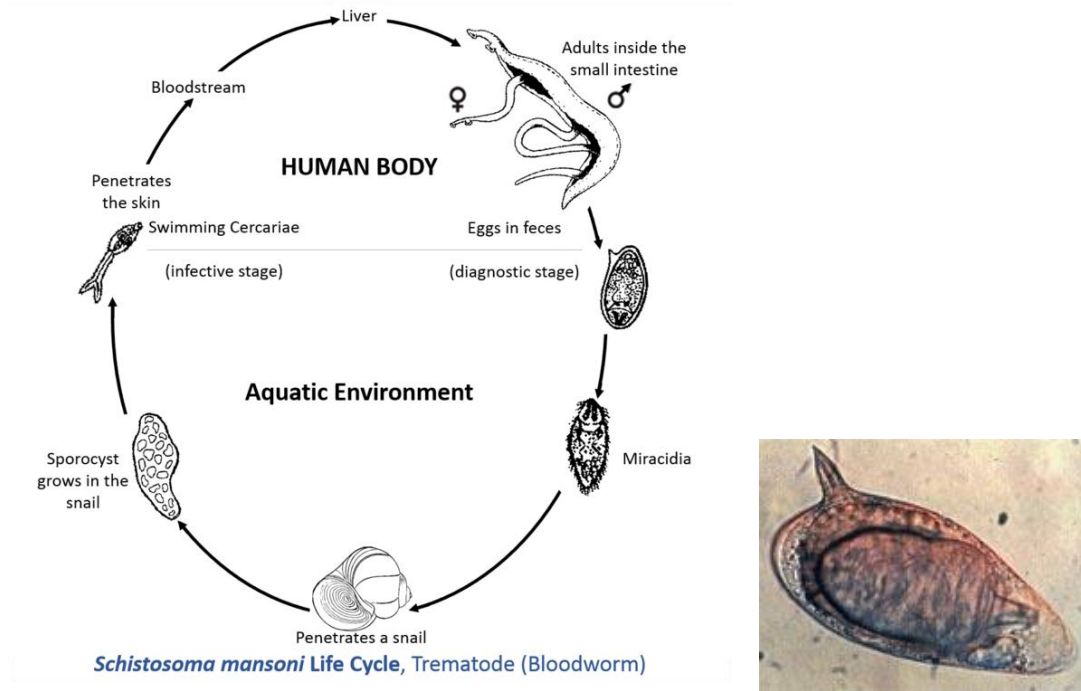 Liver
Adults inside the
small intestine
Bloodstream
♀
♂
HUMAN BODY
Penetrates
the skin
Swimming Cercariae
Eggs in feces
(infective stage)
(diagnostic stage)
Aquatic Environment
Sporocyst
grows in the
snail
Miracidia
Penetrates a snail
Schistosoma mansoni Life Cycle, Trematode (Bloodworm)